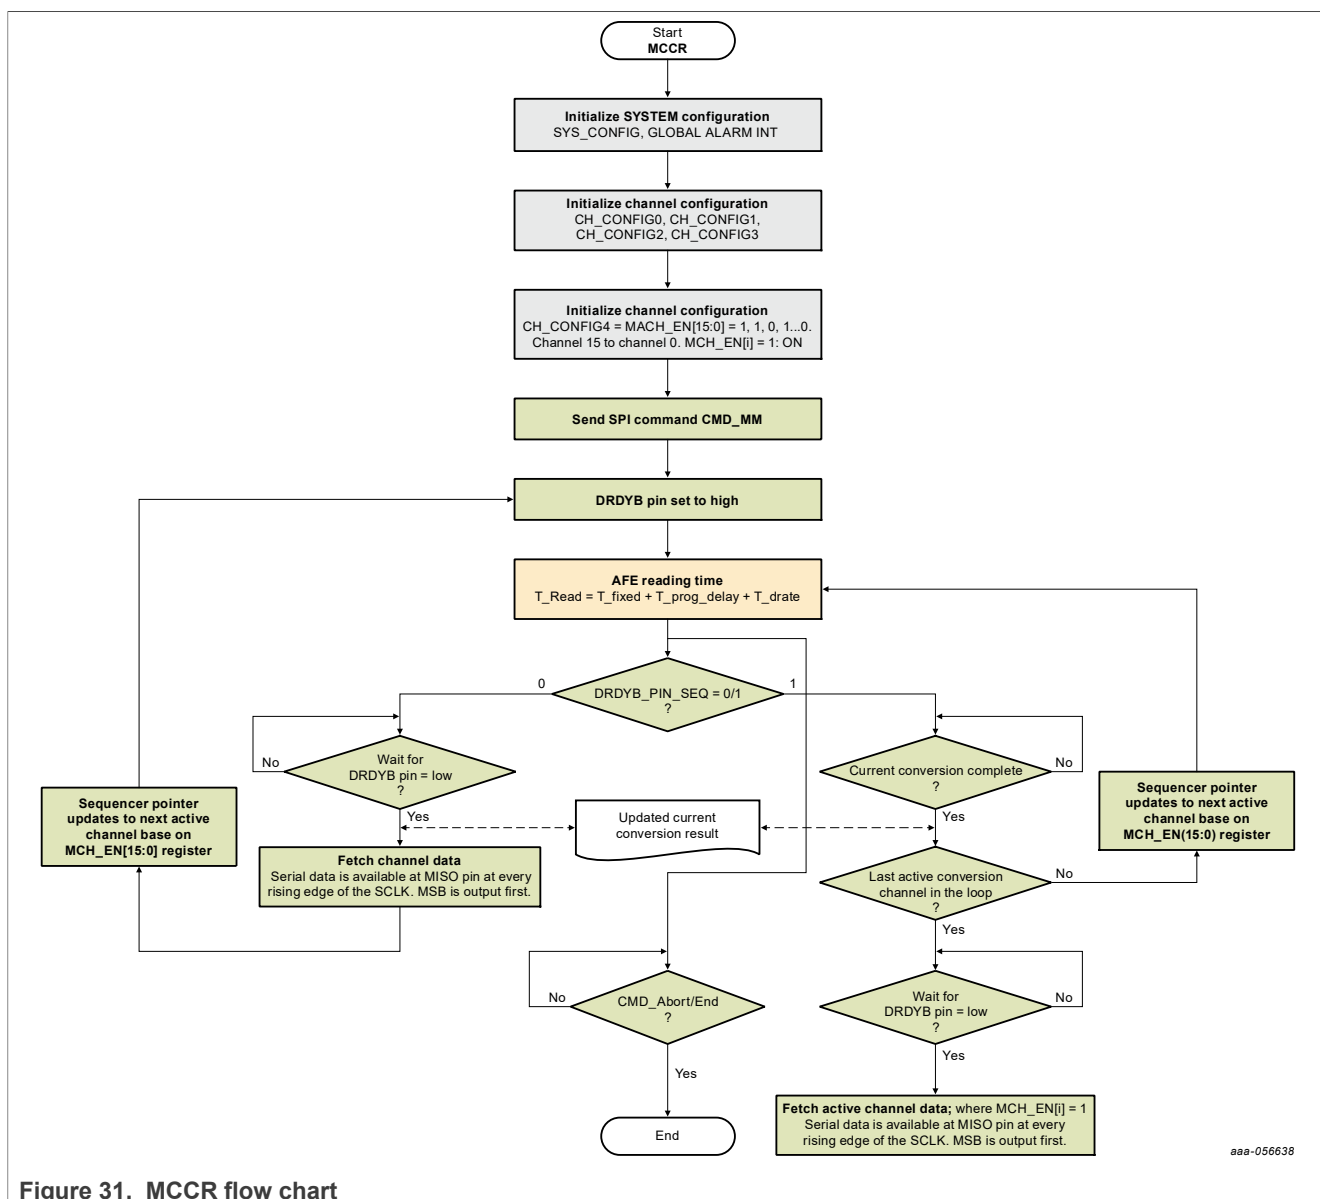 Start
MCCR
Initialize SYSTEM configuration
SYS_CONFIG, GLOBAL ALARM INT
Initialize channel configuration
CH_CONFIG0, CH_CONFIG1,
CH_CONFIG2, CH_CONFIG3
Initialize channel configuration
CH_CONFIG4 = MACH_EN[15:0] = 1, 1, 0, 1...0.
Channel 15 to channel 0. MCH_EN[i] = 1: ON
Send SPI command CMD_MM
DRDYB pin set to high
AFE reading time
T_Read = T_fixed + T_prog_delay + T_drate
0
DRDYB_PIN_SEQ = 0/1
?
1
No
Wait for
DRDYB pin = low
?
Yes
Current conversion complete
?
No
Yes
Sequencer pointer
updates to next active
channel base on
MCH_EN[15:0] register
Updated current
conversion result
Sequencer pointer
updates to next active
channel base on
MCH_EN(15:0) register
Fetch channel data
Serial data is available at MISO pin at every
rising edge of the SCLK. MSB is output first.
Last active conversion
channel in the loop
?
No
Yes
No
CMD_Abort/End
?
Yes
Wait for
DRDYB pin = low
?
No
Yes
End
Fetch active channel data; where MCH_EN[i] = 1
Serial data is available at MISO pin at every
rising edge of the SCLK. MSB is output first.
aaa-056638
Figure 31. MCCR flow chart